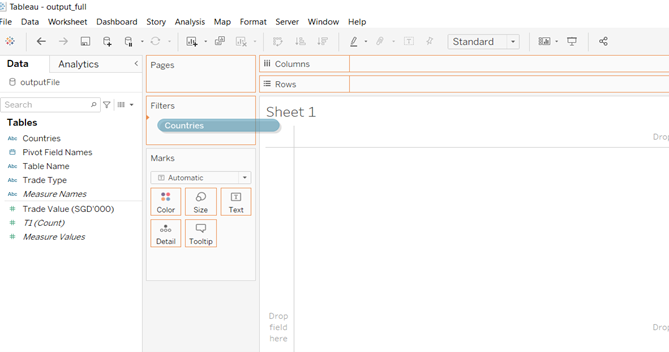 Tableau - output_full
File Data Worksheet Dashboard Story Analysis Map Format Server Window Help
Standard
Data Analytics
outputFile
Search
Tables
Abc Countries
Pivot Field Names
Abc Table Name
Abc Trade Type
Abc Measure Names
# Trade Value (SGD'000)
# T1 (Count)
# Measure Values
Pages
Filters
Countries
Marks
Automatic
Color Size Text
Detail Tooltip
Columns
Rows
Sheet 1
Drop
Drop
field
here
Drop